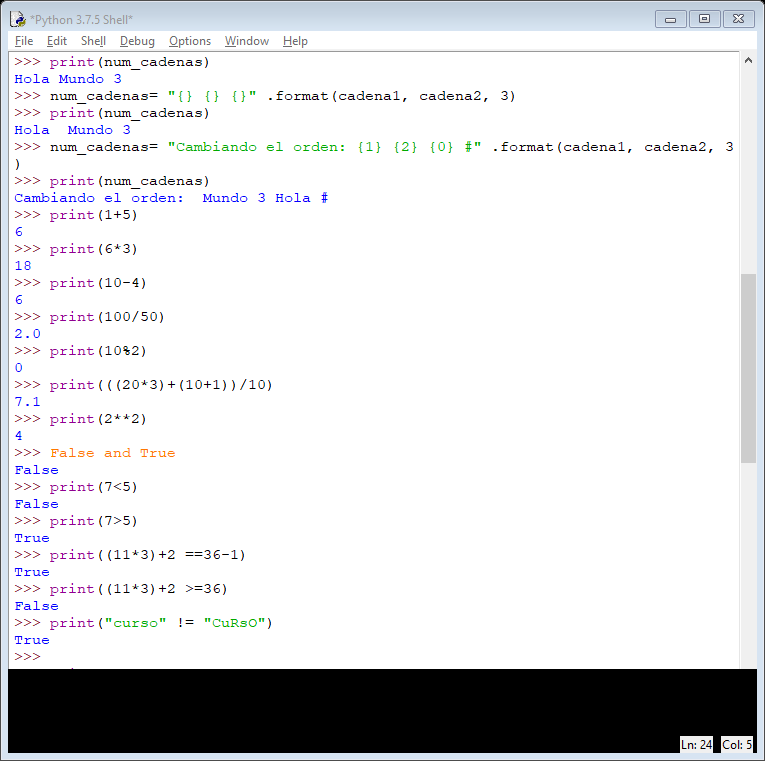 *Python 3.7.5 Shell*
File Edit Shell Debug Options Window Help
>>> print(num_cadenas)
Hola Mundo 3
>>> num_cadenas= "{} {} {}" .format(cadena1, cadena2, 3)
>>> print(num_cadenas)
Hola  Mundo 3
>>> num_cadenas= "Cambiando el orden: {1} {2} {0} #" .format(cadena1, cadena2, 3
)
>>> print(num_cadenas)
Cambiando el orden:  Mundo 3 Hola #
>>> print(1+5)
6
>>> print(6*3)
18
>>> print(10-4)
6
>>> print(100/50)
2.0
>>> print(10%2)
0
>>> print(((20*3)+(10+1))/10)
7.1
>>> print(2**2)
4
>>> False and True
False
>>> print(7<5)
False
>>> print(7>5)
True
>>> print((11*3)+2 ==36-1)
True
>>> print((11*3)+2 >=36)
False
>>> print("curso" != "CuRsO")
True
>>>
Ln: 24 Col: 5